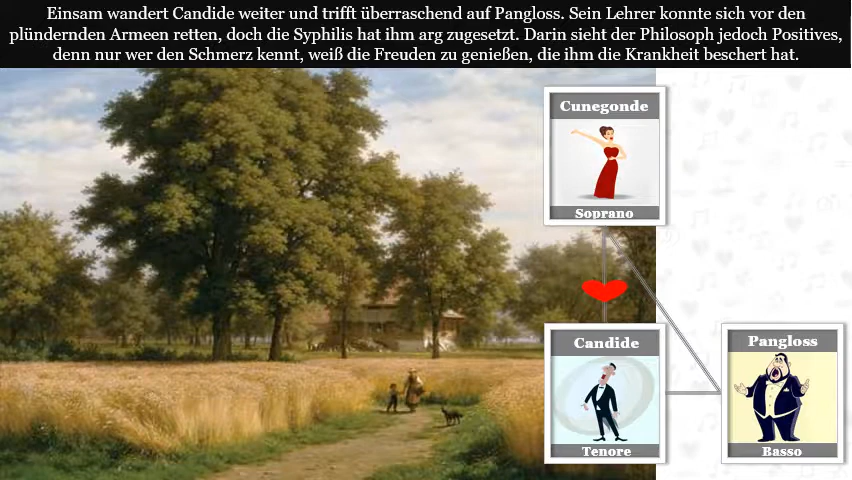 Einsam wandert Candide weiter und trifft überraschend auf Pangloss. Sein Lehrer konnte sich vor den
plündernden Armeen retten, doch die Syphilis hat ihm arg zugesetzt. Darin sieht der Philosoph jedoch Positives,
denn nur wer den Schmerz kennt, weiß die Freuden zu genießen, die ihm die Krankheit beschert hat.
Cunegonde
Soprano
Candide
Tenore
Pangloss
Basso